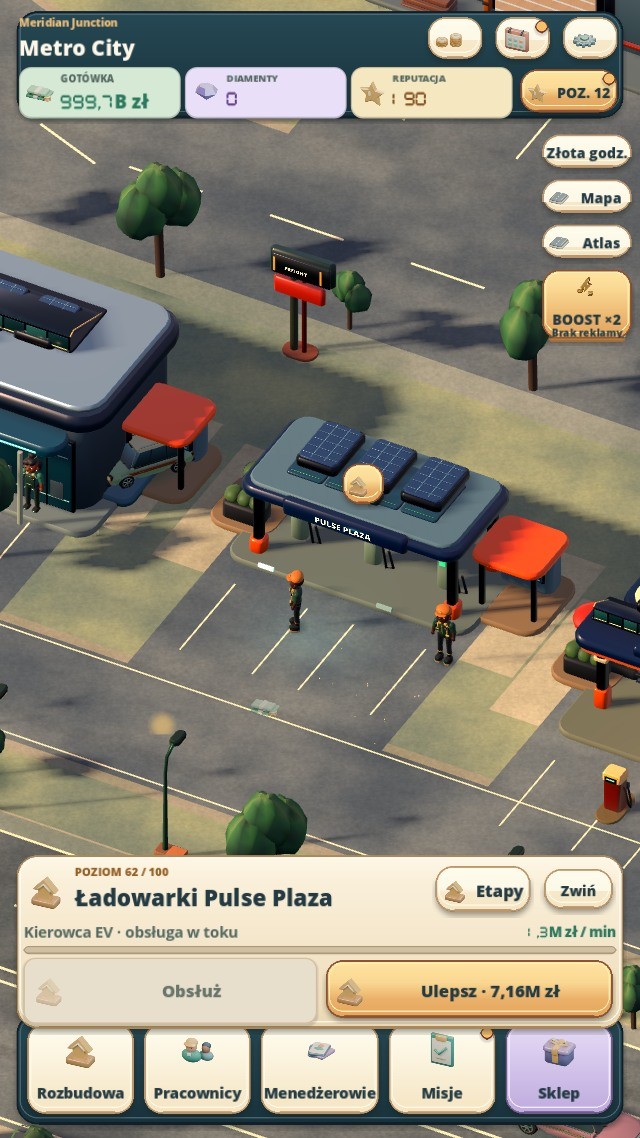 Meridian Junction
Metro City
GOTÓWKA
999,7B zł
DIAMENTY
0
REPUTACJA
190
POZ. 12
Złota godz.
Mapa
Atlas
BOOST ×2
Brak reklamy
PULSE PLAZA
POZIOM 62 / 100
Ładowarki Pulse Plaza
Etapy
Zwiń
Kierowca EV · obsługa w toku
,3M zł / min
Obsłuż
Ulepsz · 7,16M zł
Rozbudowa
Pracownicy
Menedżerowie
Misje
Sklep